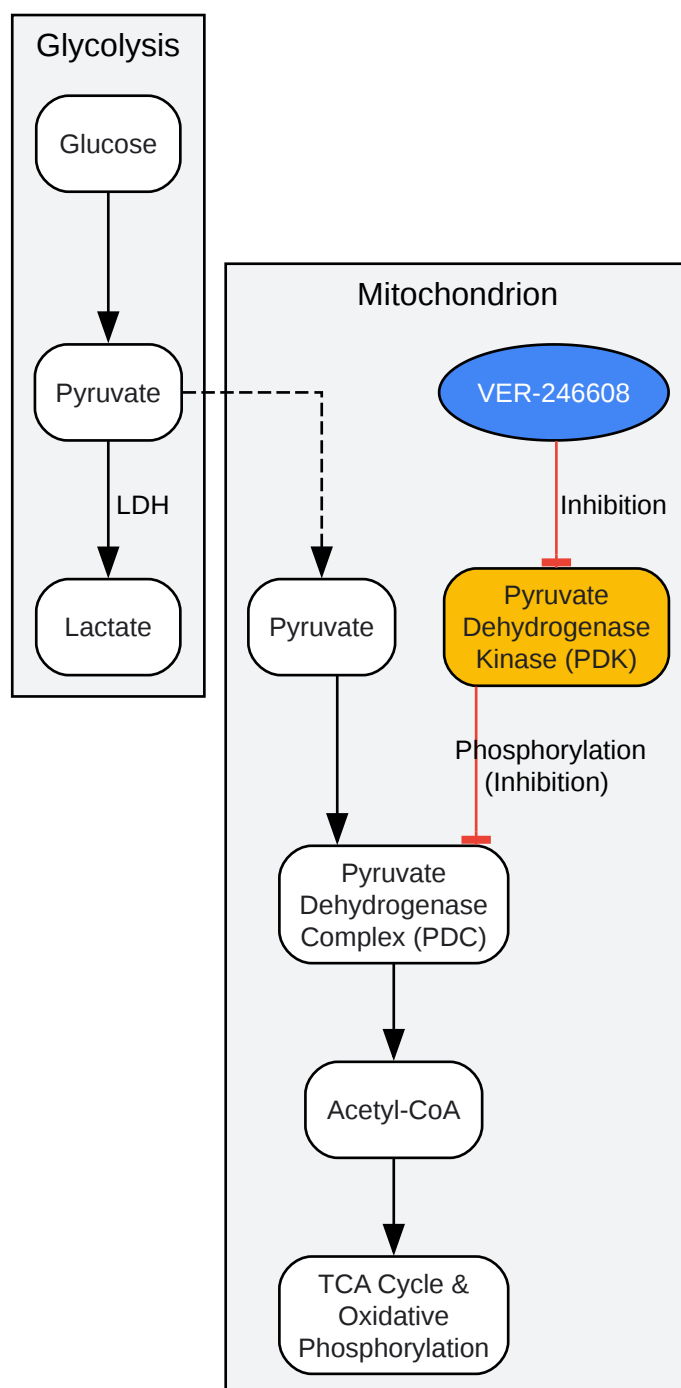 Glycolysis
Glucose
Pyruvate
LDH
Lactate
Mitochondrion
VER-246608
Inhibition
Pyruvate
Pyruvate
Dehydrogenase
Kinase (PDK)
Phosphorylation
(Inhibition)
Pyruvate
Dehydrogenase
Complex (PDC)
Acetyl-CoA
TCA Cycle &
Oxidative
Phosphorylation